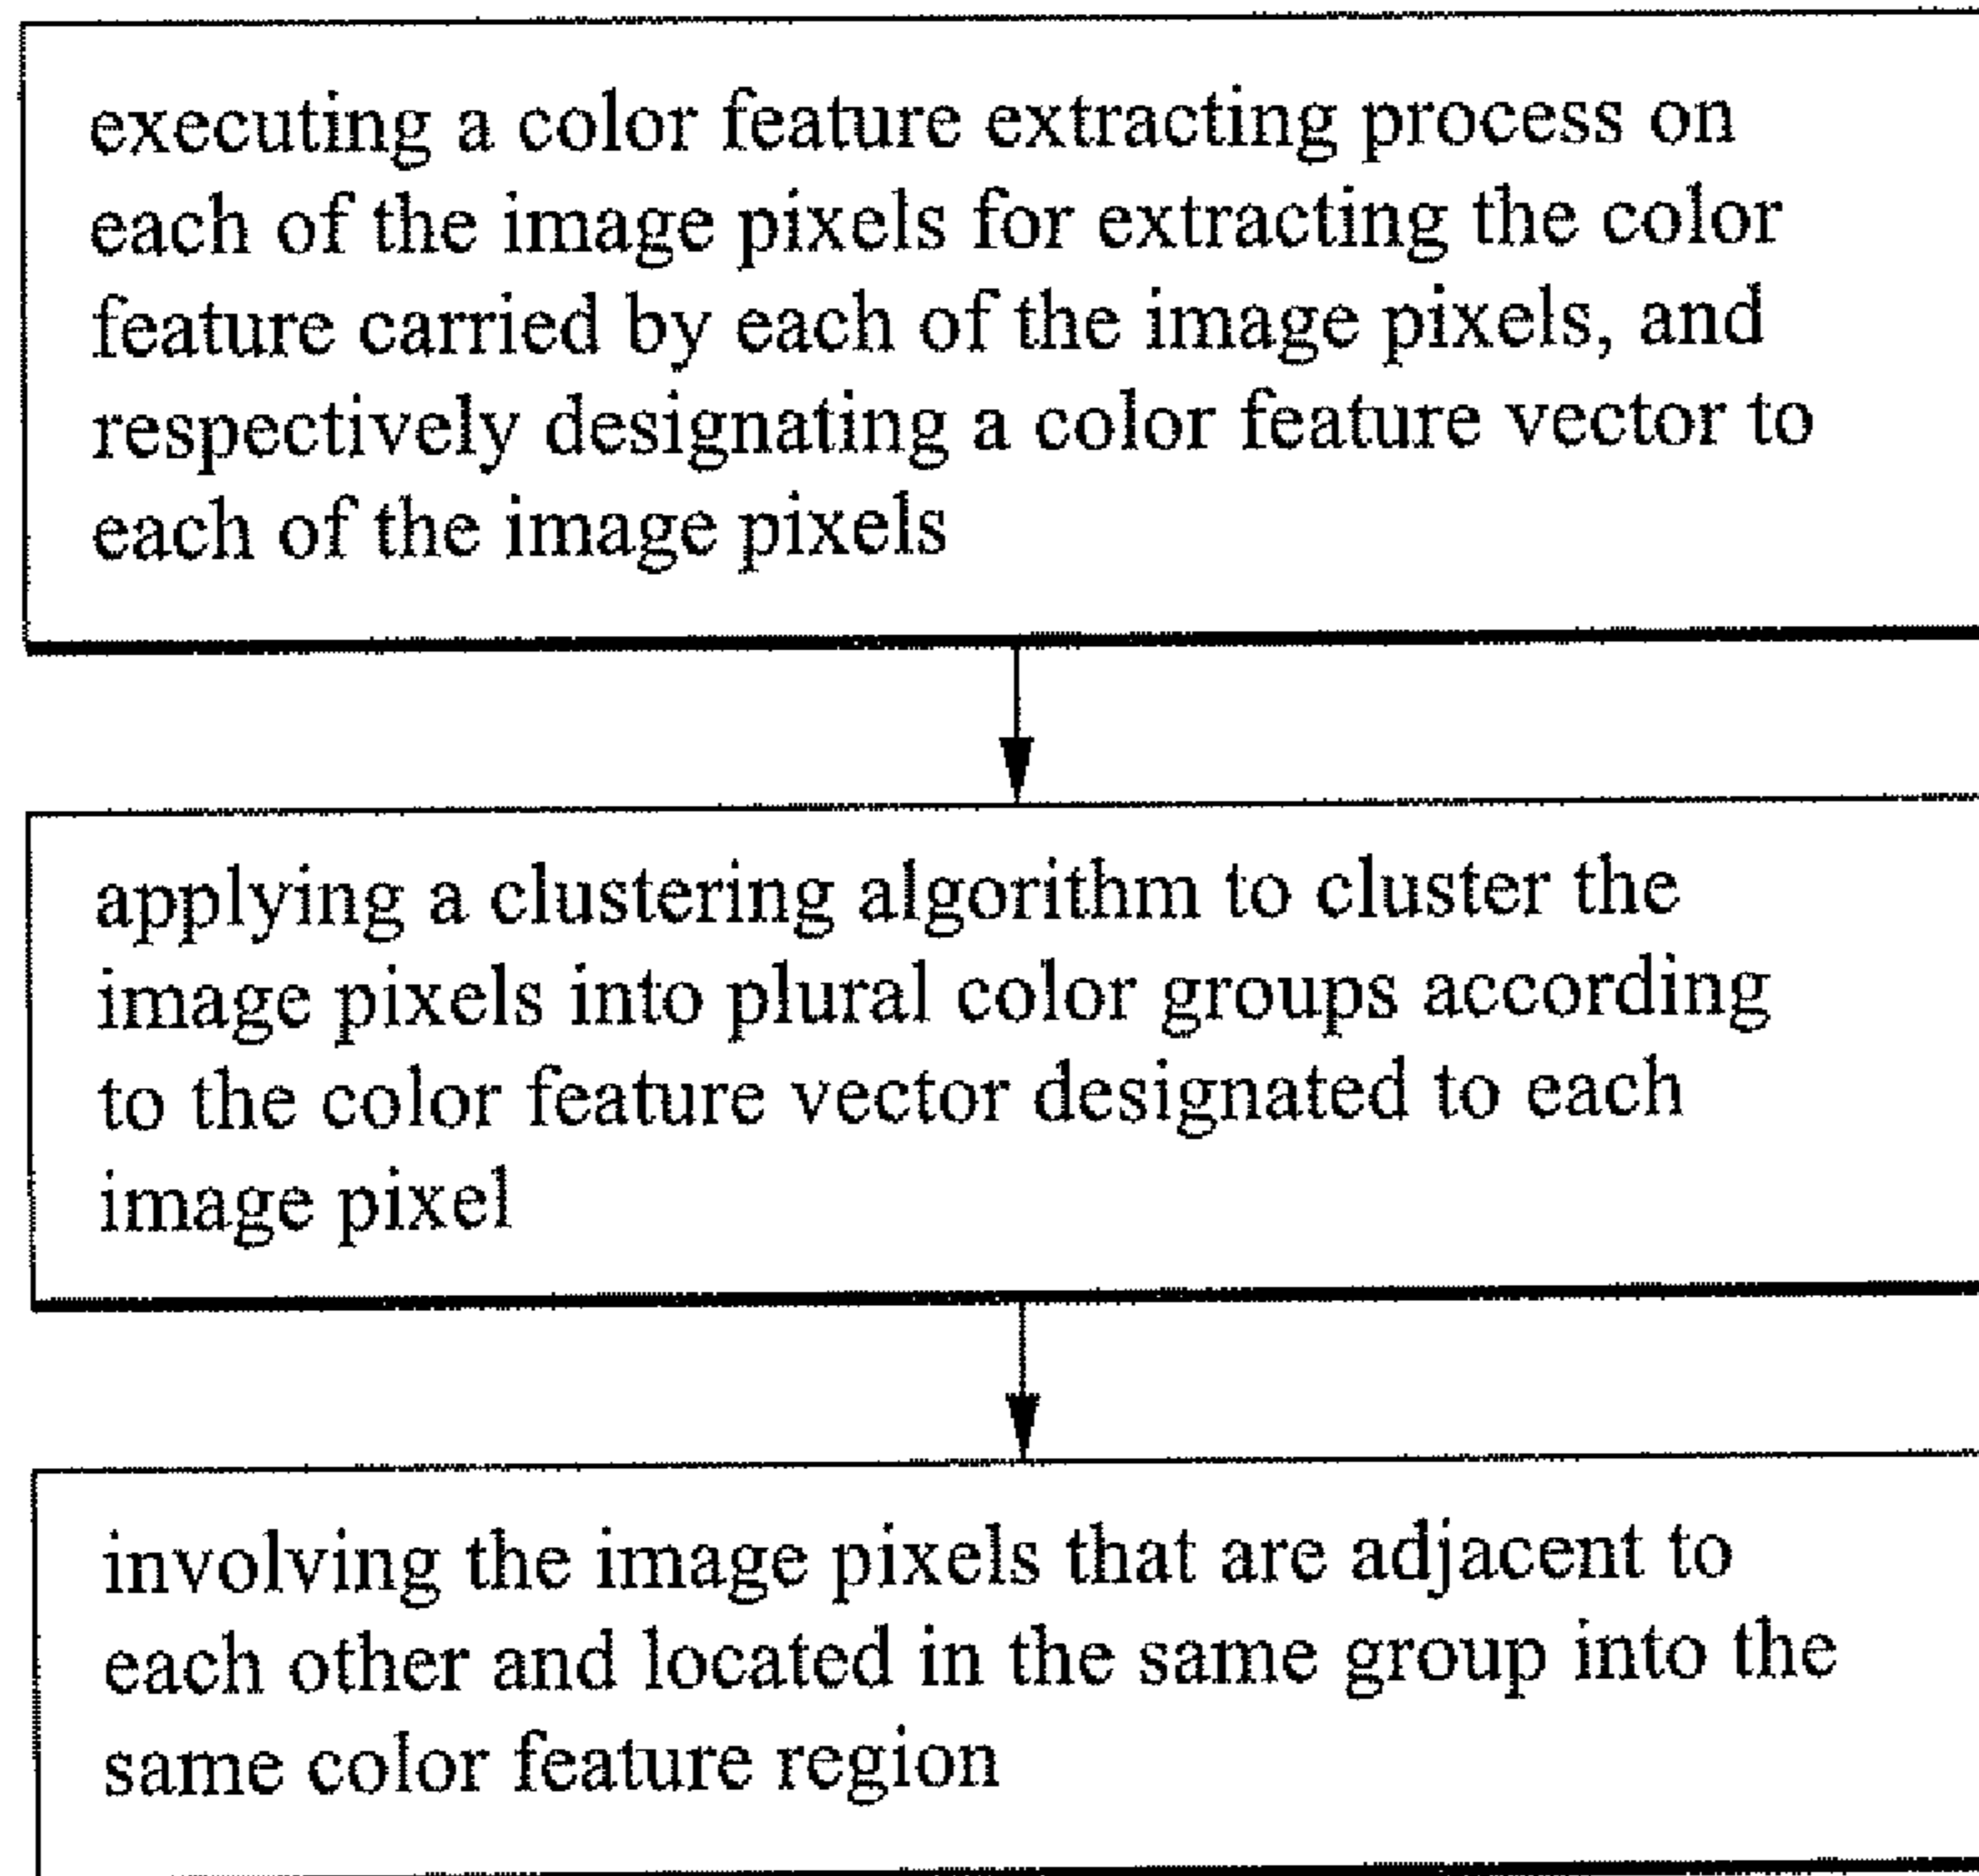 executing a color feature extracting process on
each of the image pixels for extracting the color
feature carried by each of the image pixels, and
respectively designating a color feature vector to
each of the image pixels
applying a clustering algorithm to cluster the
image pixels into plural color groups according
to the color feature vector designated to each
image pixel
involving the image pixels that are adjacent to
each other and located in the same group into the
same color feature region